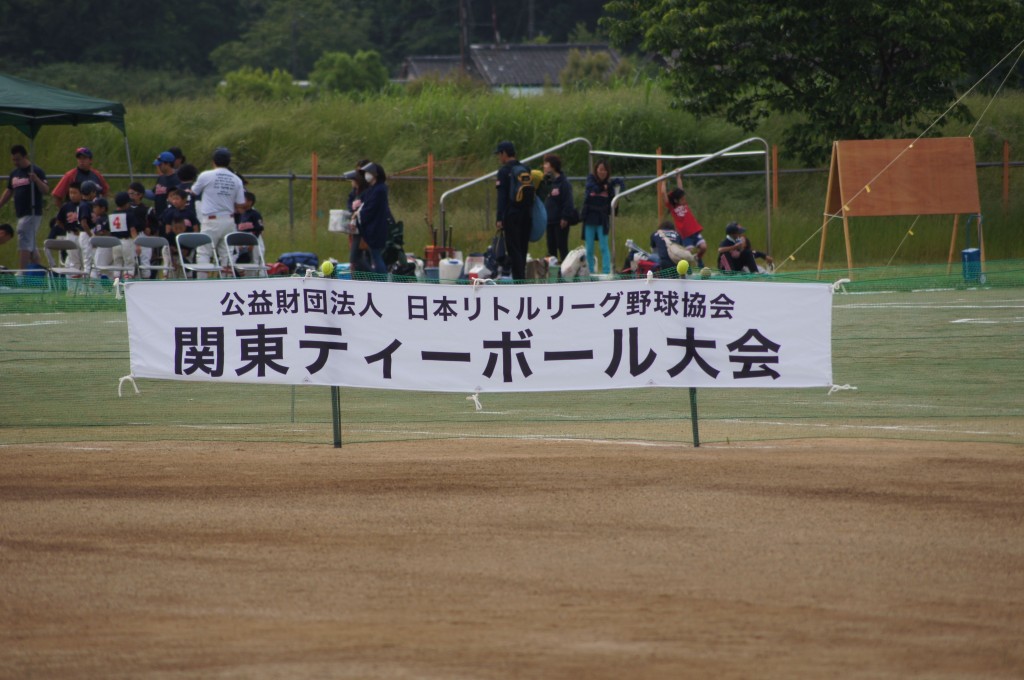 公益財団法人 日本リトルリーグ野球協会
関東ティーボール大会
4